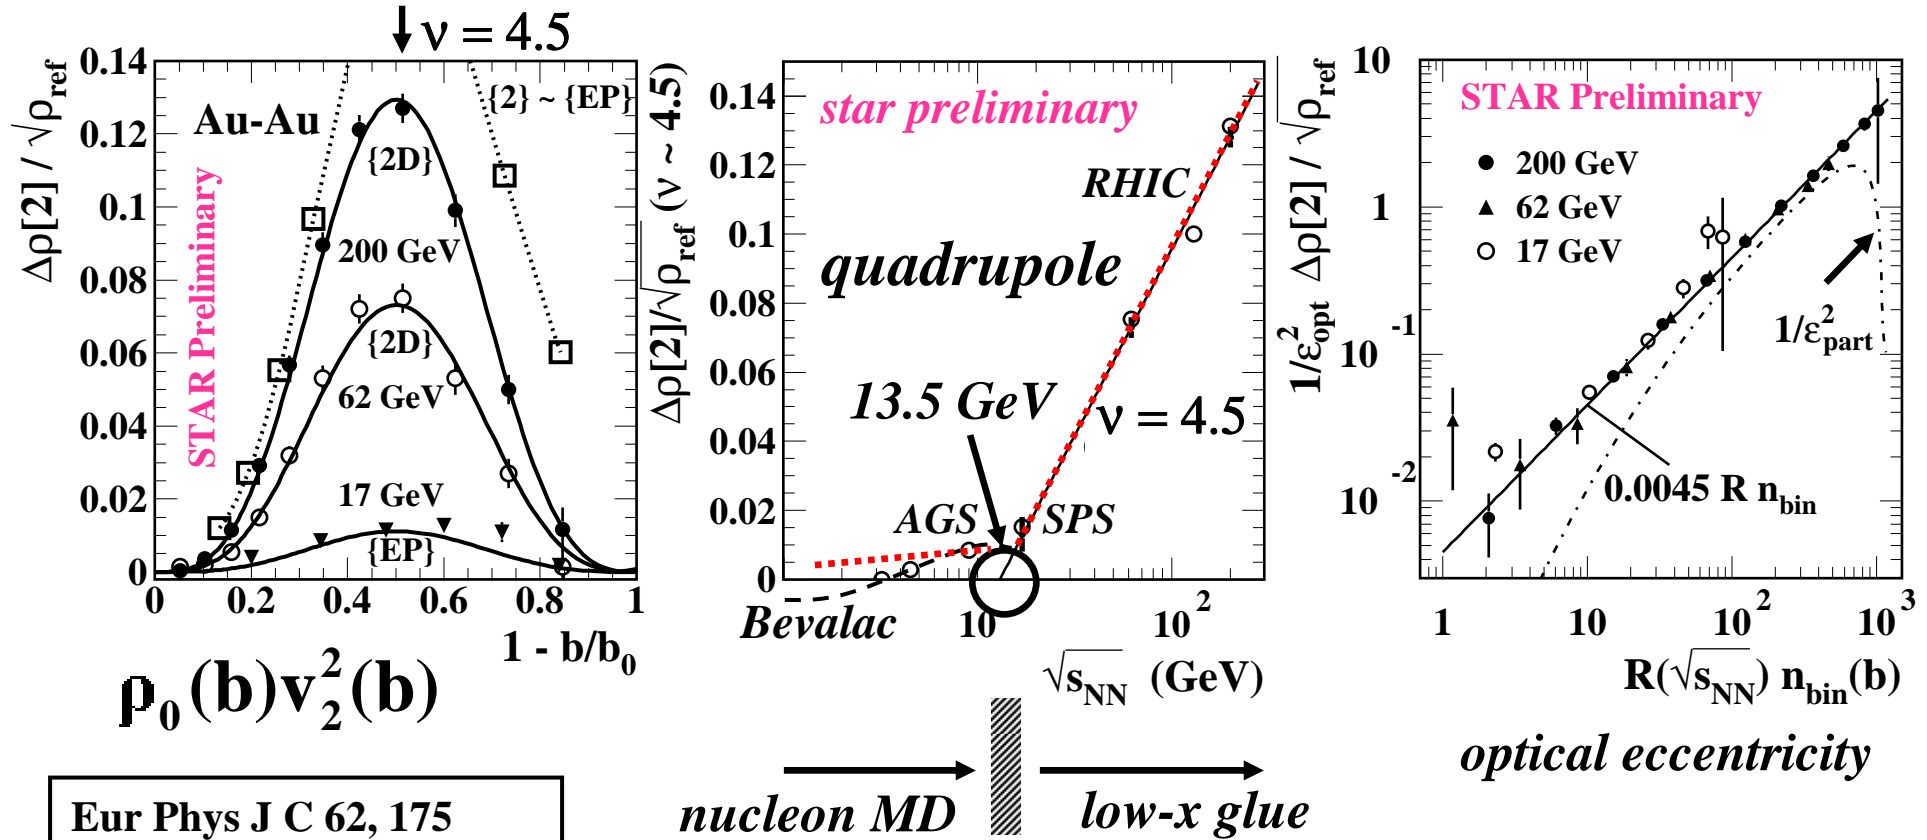 ν = 4.5
Δρ[2] / √ρref
0.14
0.12
0.1
0.08
0.06
0.04
0.02
0
Au-Au
{2} ~ {EP}
STAR Preliminary
{2D}
200 GeV
{2D}
62 GeV
17 GeV
{EP}
0 0.2 0.4 0.6 0.8 1
1 - b/b0
ρ0(b)v2^2(b)
Eur Phys J C 62, 175
Δρ[2]/√ρref (ν ~ 4.5)
0.14
0.12
0.1
0.08
0.06
0.04
0.02
0
star preliminary
RHIC
quadrupole
13.5 GeV
ν = 4.5
AGS SPS
Bevalac
10 10^2
√sNN (GeV)
nucleon MD low-x glue
1/ε^2opt Δρ[2] / √ρref
10
1
10^-1
10^-2
STAR Preliminary
200 GeV
62 GeV
17 GeV
1/ε^2part
0.0045 R nbin
1 10 10^2 10^3
R(√sNN) nbin(b)
optical eccentricity